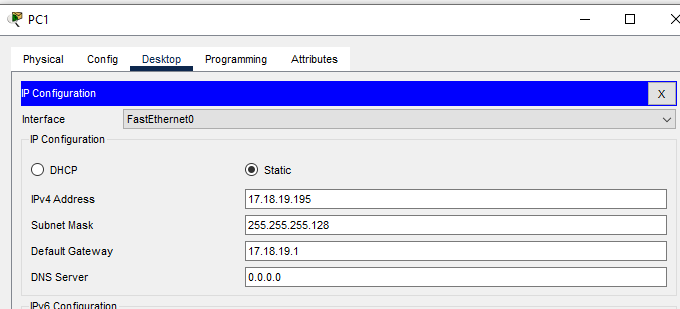 PC1
Physical Config Desktop Programming Attributes
IP Configuration X
Interface FastEthernet0
IP Configuration
DHCP Static
IPv4 Address 17.18.19.195
Subnet Mask 255.255.255.128
Default Gateway 17.18.19.1
DNS Server 0.0.0.0
IPv6 Configuration